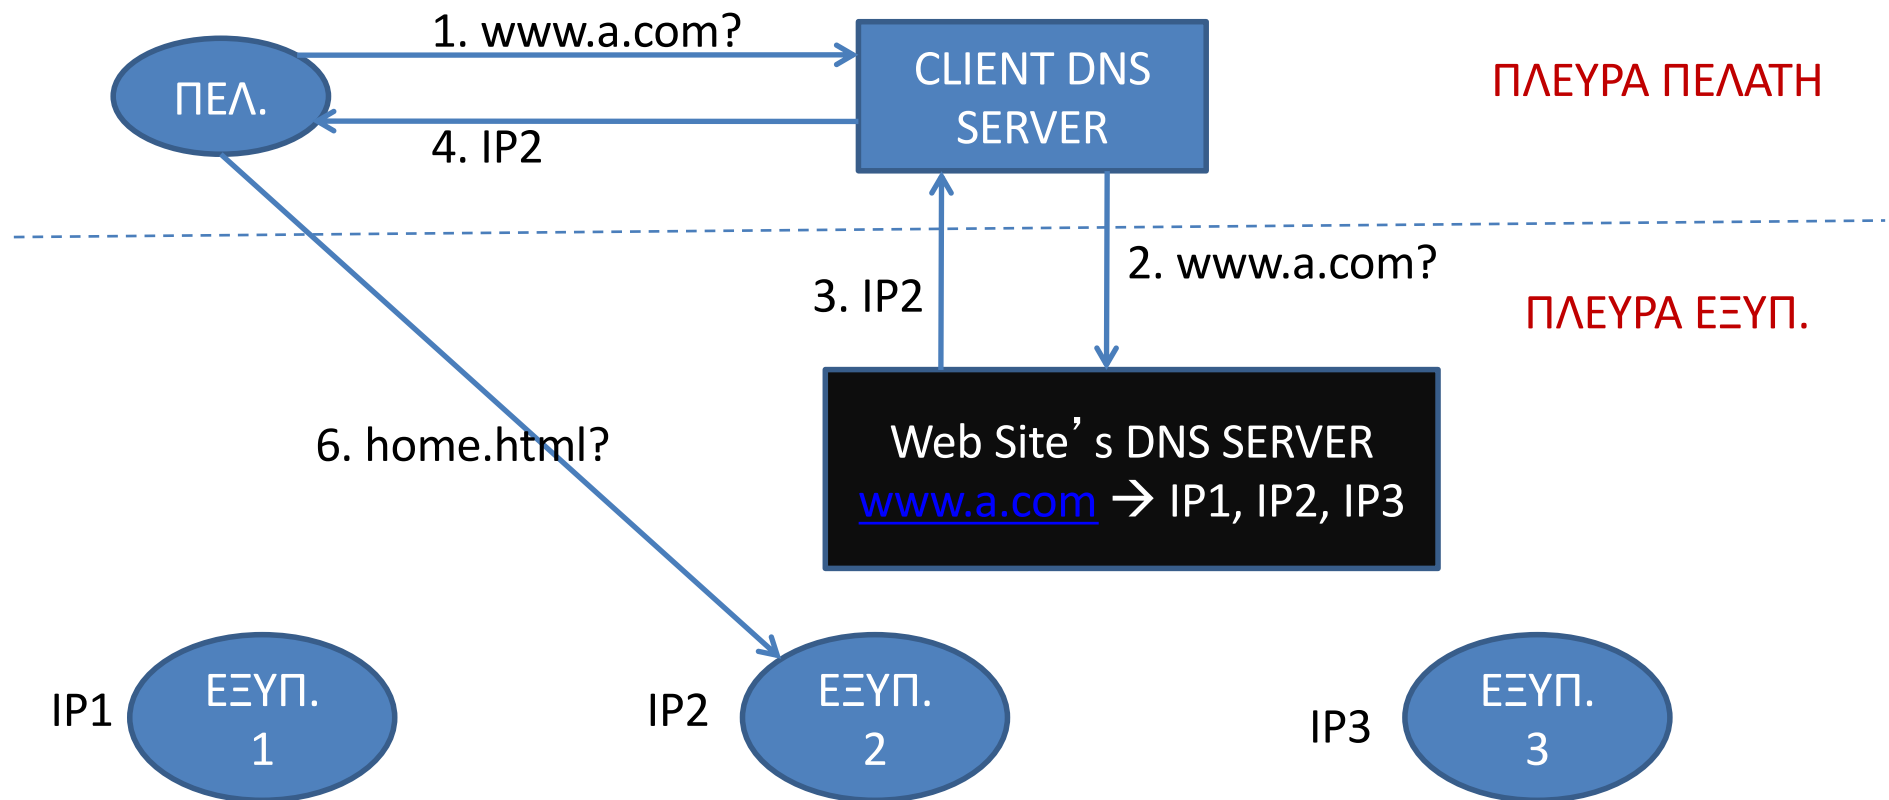 1. www.a.com?
ΠΕΛ.
CLIENT DNS
SERVER
ΠΛΕΥΡΑ ΠΕΛΑΤΗ
4. IP2
2. www.a.com?
3. IP2
ΠΛΕΥΡΑ ΕΞΥΠ.
6. home.html?
Web Site’s DNS SERVER
www.a.com → IP1, IP2, IP3
IP1
ΕΞΥΠ.
1
IP2
ΕΞΥΠ.
2
IP3
ΕΞΥΠ.
3